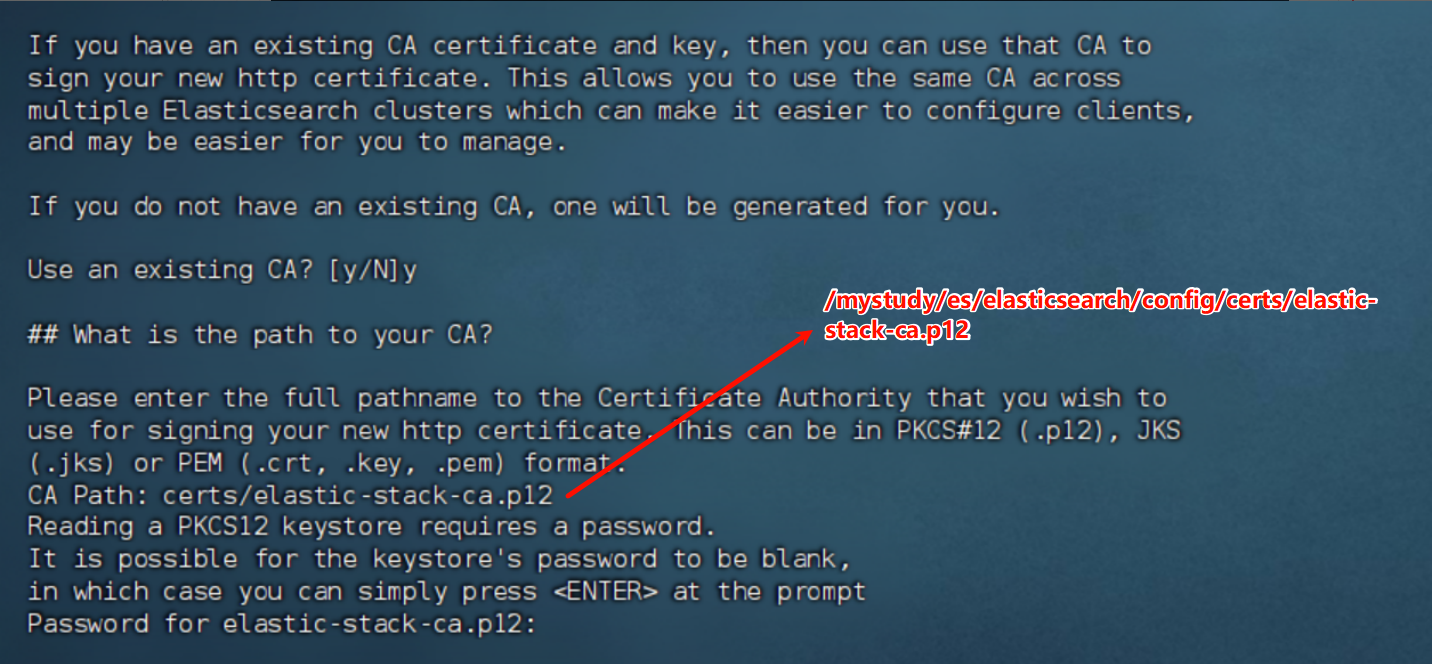 If you have an existing CA certificate and key, then you can use that CA to
sign your new http certificate. This allows you to use the same CA across
multiple Elasticsearch clusters which can make it easier to configure clients,
and may be easier for you to manage.
If you do not have an existing CA, one will be generated for you.
Use an existing CA? [y/N]y
/mystudy/es/elasticsearch/config/certs/elastic-
stack-ca.p12
## What is the path to your CA?
Please enter the full pathname to the Certificate Authority that you wish to
use for signing your new http certificate. This can be in PKCS#12 (.p12), JKS
(.jks) or PEM (.crt, .key, .pem) format.
CA Path: certs/elastic-stack-ca.p12
Reading a PKCS12 keystore requires a password.
It is possible for the keystore's password to be blank,
in which case you can simply press <ENTER> at the prompt
Password for elastic-stack-ca.p12: